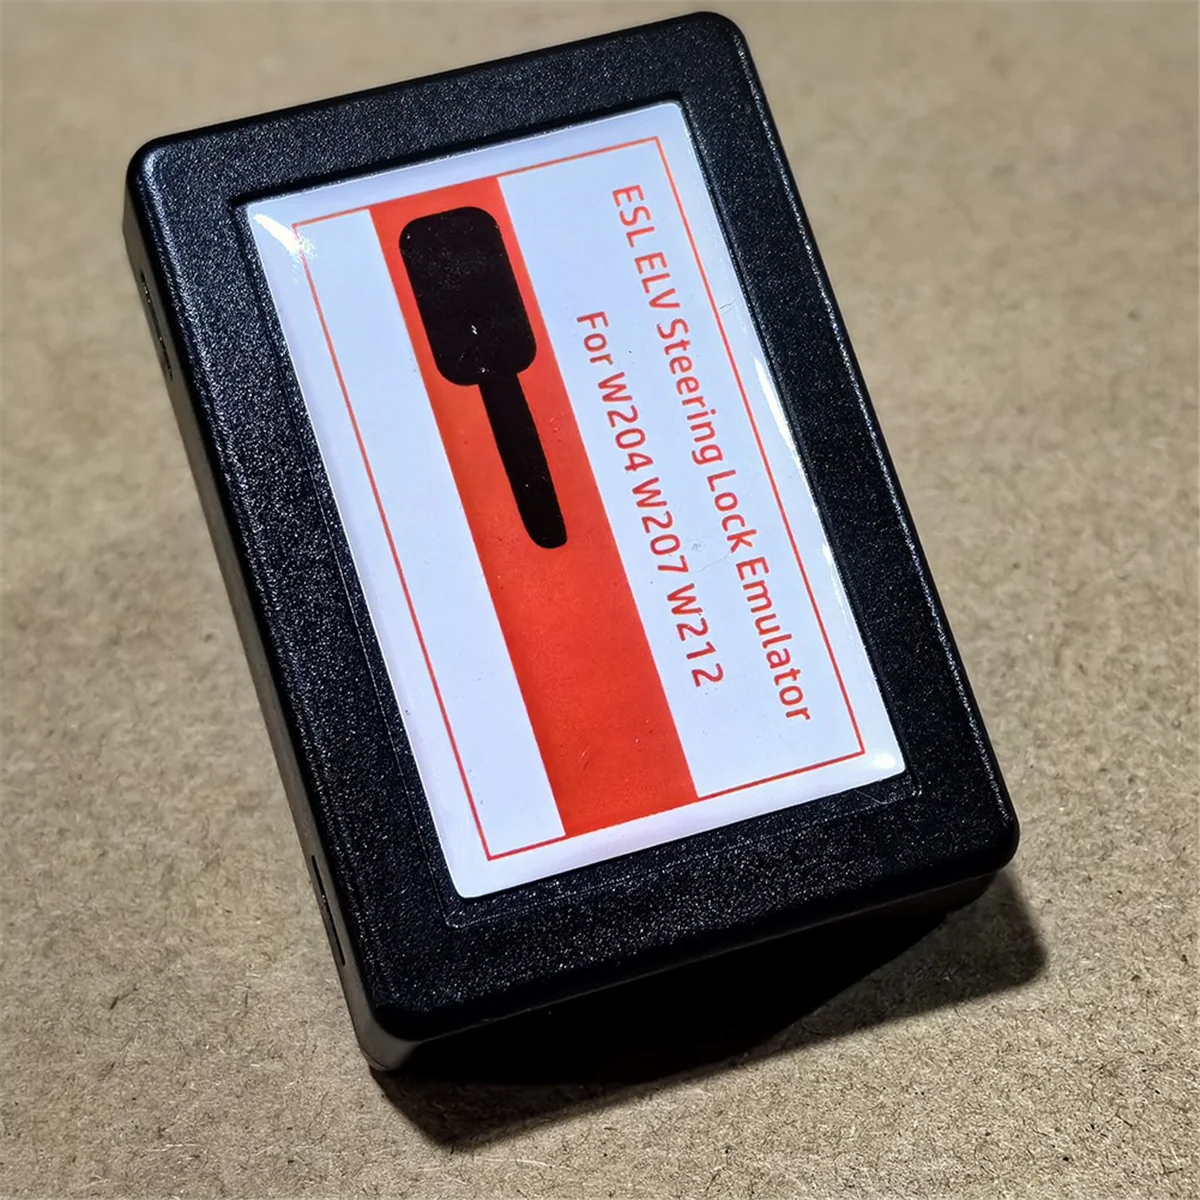 ESL ELV Steering Lock Emulator
For W204 W207 W212